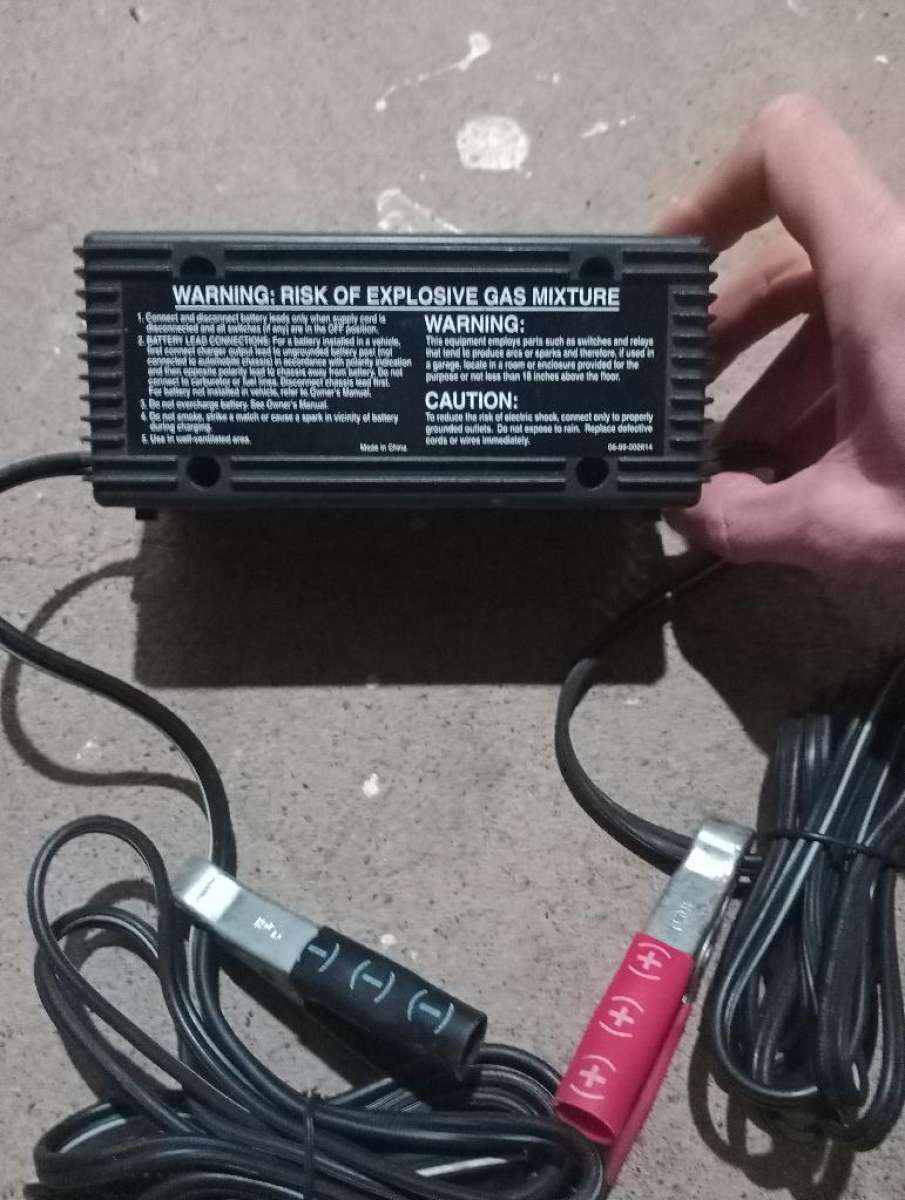 WARNING: RISK OF EXPLOSIVE GAS MIXTURE
1. Connect and disconnect battery leads only when supply cord is
disconnected and all switches (if any) are in the OFF position.
2. BATTERY LEAD CONNECTIONS: For a battery installed in a vehicle,
first connect charger output lead to ungrounded battery post (not
connected to automobile chassis) in accordance with polarity indication
and then opposite polarity lead to chassis away from battery. Do not
connect to carburetor or fuel lines. Disconnect chassis lead first.
For battery not installed in vehicle, refer to Owner's Manual.
3. Do not overcharge battery. See Owner's Manual.
4. Do not smoke, strike a match or cause a spark in vicinity of battery
during charging.
5. Use in well-ventilated area.
Made in China
WARNING:
This equipment employs parts such as switches and relays
that tend to produce arcs or sparks and therefore, if used in
a garage, locate in a room or enclosure provided for the
purpose or not less than 18 inches above the floor.
CAUTION:
To reduce the risk of electric shock, connect only to properly
grounded outlets. Do not expose to rain. Replace defective
cords or wires immediately.
08-99-002614
(−) (−) (−)
(+) (+) (+)